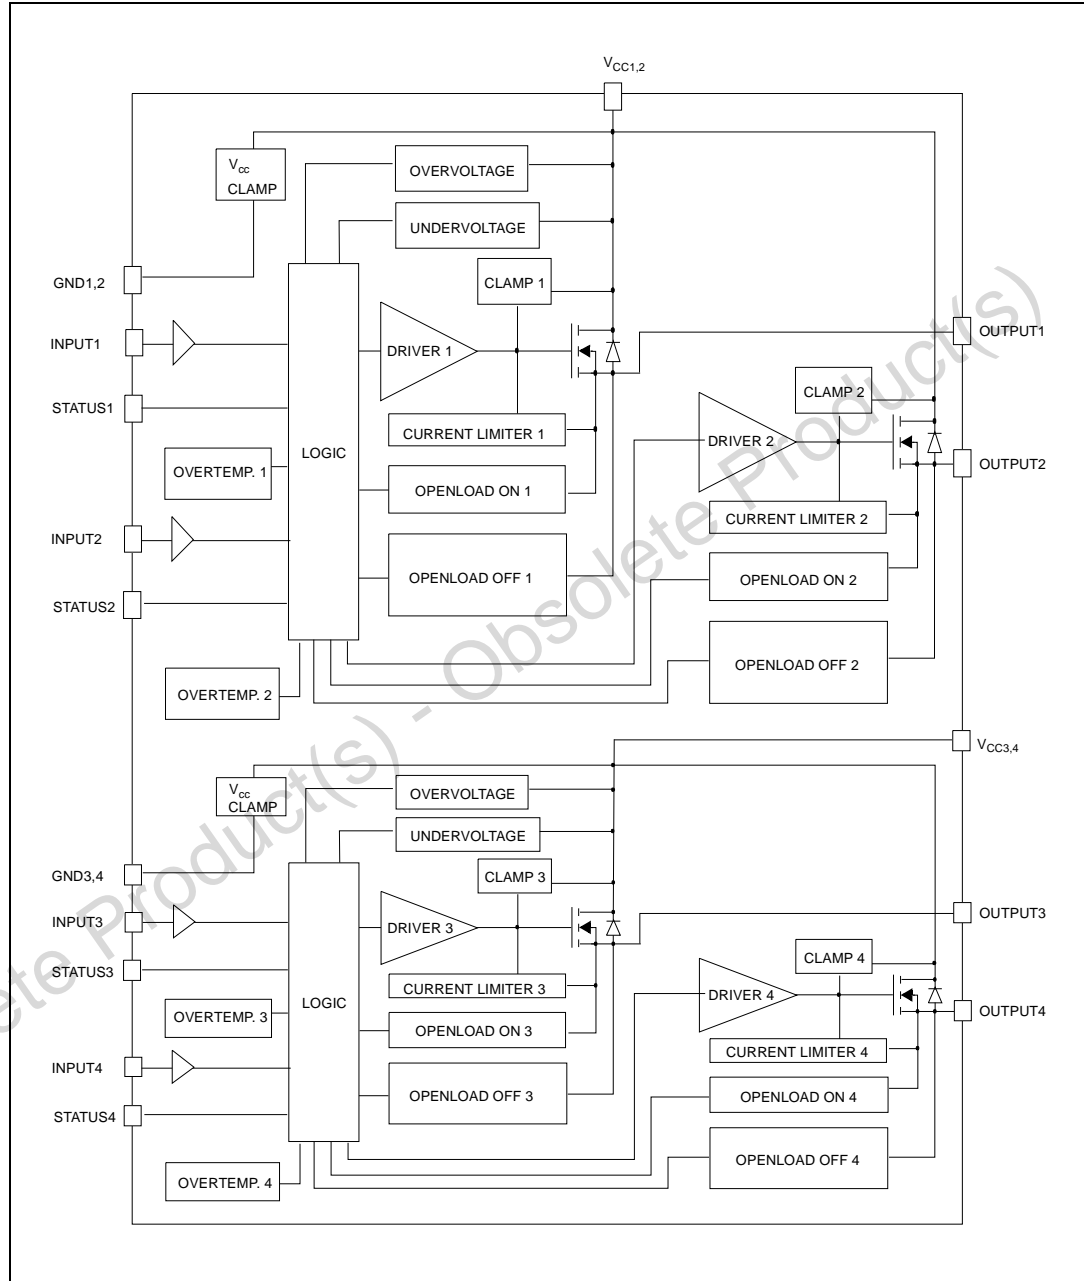 VCC1,2
Vcc
CLAMP
OVERVOLTAGE
UNDERVOLTAGE
GND1,2
CLAMP 1
INPUT1
DRIVER 1
OUTPUT1
STATUS1
CLAMP 2
CURRENT LIMITER 1
DRIVER 2
LOGIC
OVERTEMP. 1
OUTPUT2
OPENLOAD ON 1
CURRENT LIMITER 2
INPUT2
OPENLOAD OFF 1
OPENLOAD ON 2
STATUS2
OPENLOAD OFF 2
OVERTEMP. 2
VCC3,4
Vcc
CLAMP
OVERVOLTAGE
UNDERVOLTAGE
GND3,4
CLAMP 3
INPUT3
DRIVER 3
OUTPUT3
STATUS3
CLAMP 4
CURRENT LIMITER 3
DRIVER 4
LOGIC
OVERTEMP. 3
OUTPUT4
OPENLOAD ON 3
CURRENT LIMITER 4
INPUT4
OPENLOAD OFF 3
OPENLOAD ON 4
STATUS4
OPENLOAD OFF 4
OVERTEMP. 4
ete Product(s) - Obsolete Product(s)